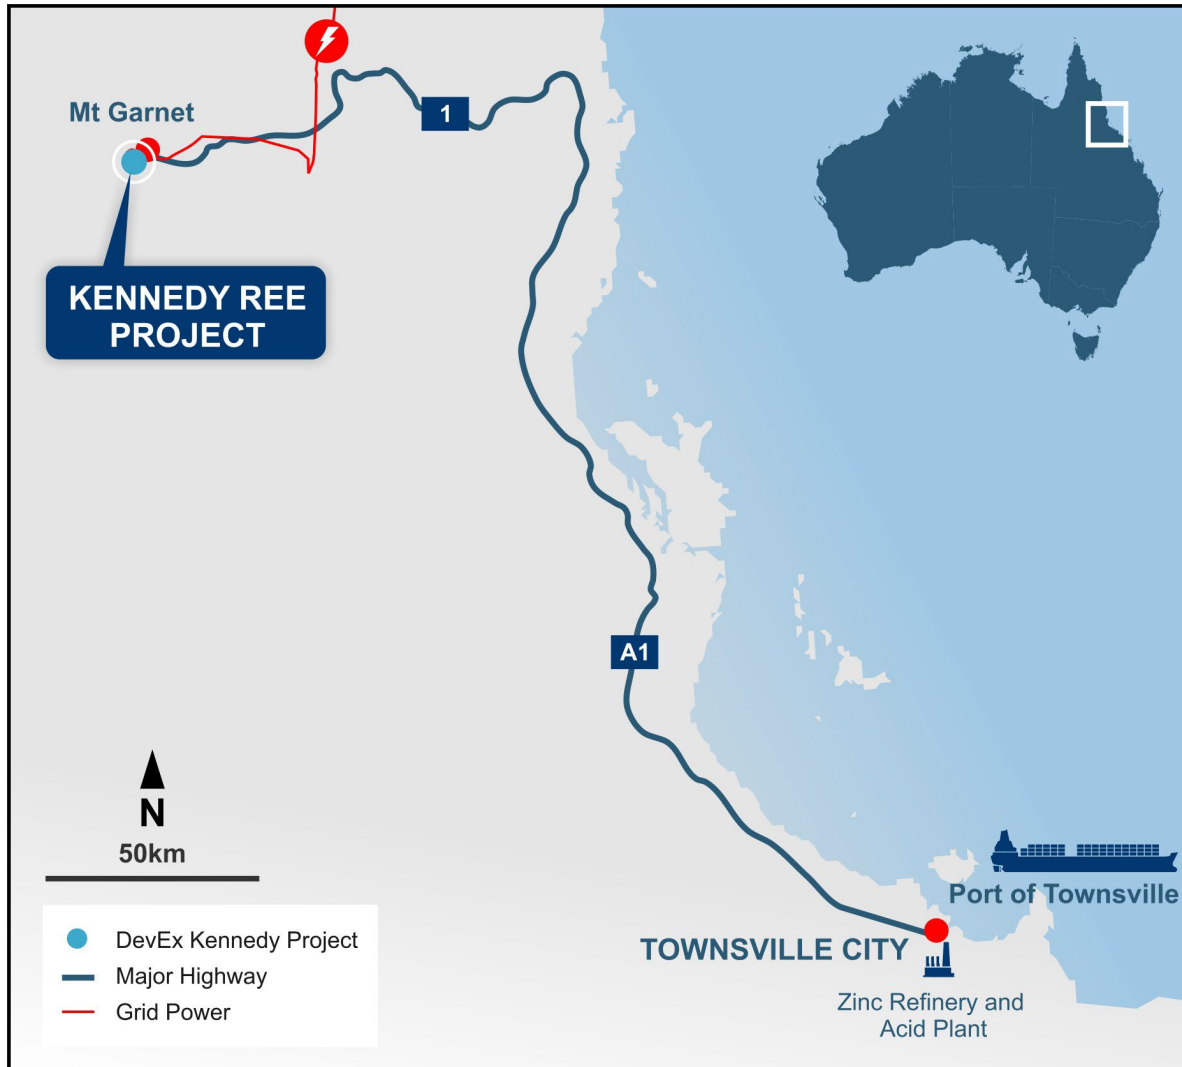 1
Mt Garnet
KENNEDY REE
PROJECT
A1
N
50km
Port of Townsville
TOWNSVILLE CITY
Zinc Refinery and
Acid Plant
DevEx Kennedy Project
Major Highway
Grid Power